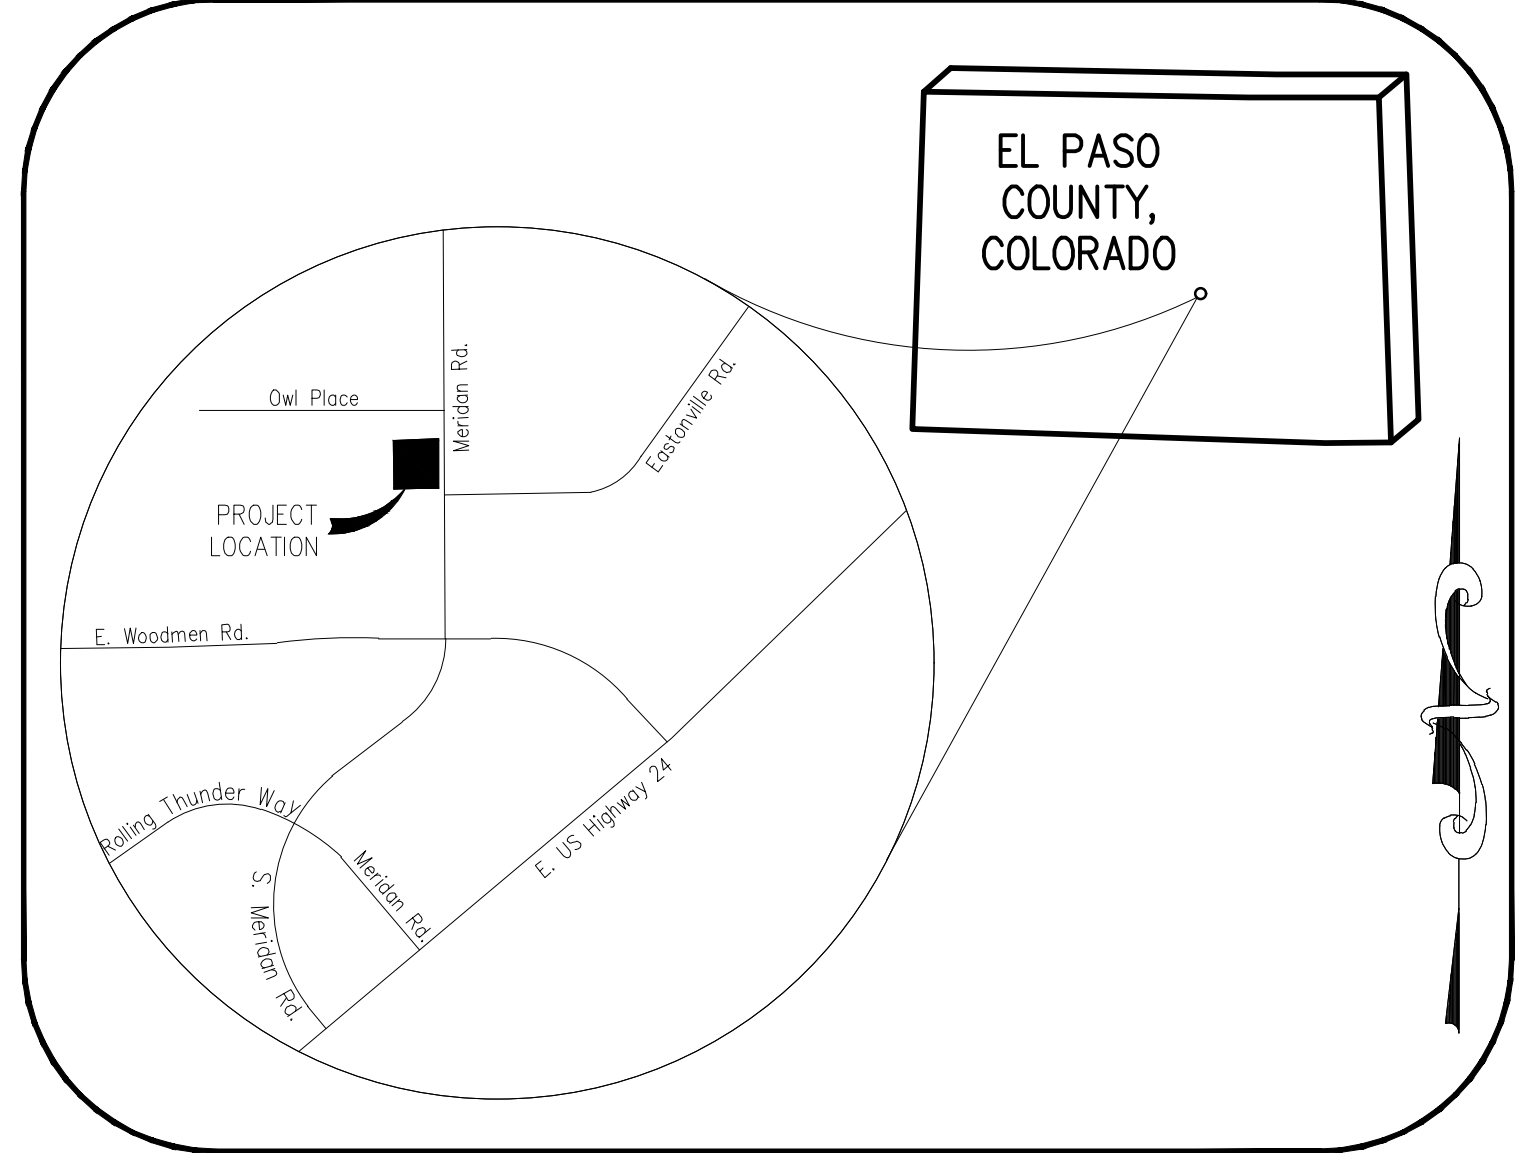 EL PASO
COUNTY,
COLORADO
Meridan Rd.
Eastonville Rd.
Owl Place
PROJECT
LOCATION
E. Woodmen Rd.
E. US Highway 24
Rolling Thunder Way
Meridan Rd.
S. Meridan Rd.